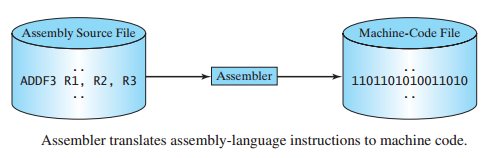 Assembly Source File
Machine-Code File
..
ADDF3 R1, R2, R3
..
Assembler
..
1101101010011010
..
Assembler translates assembly-language instructions to machine code.